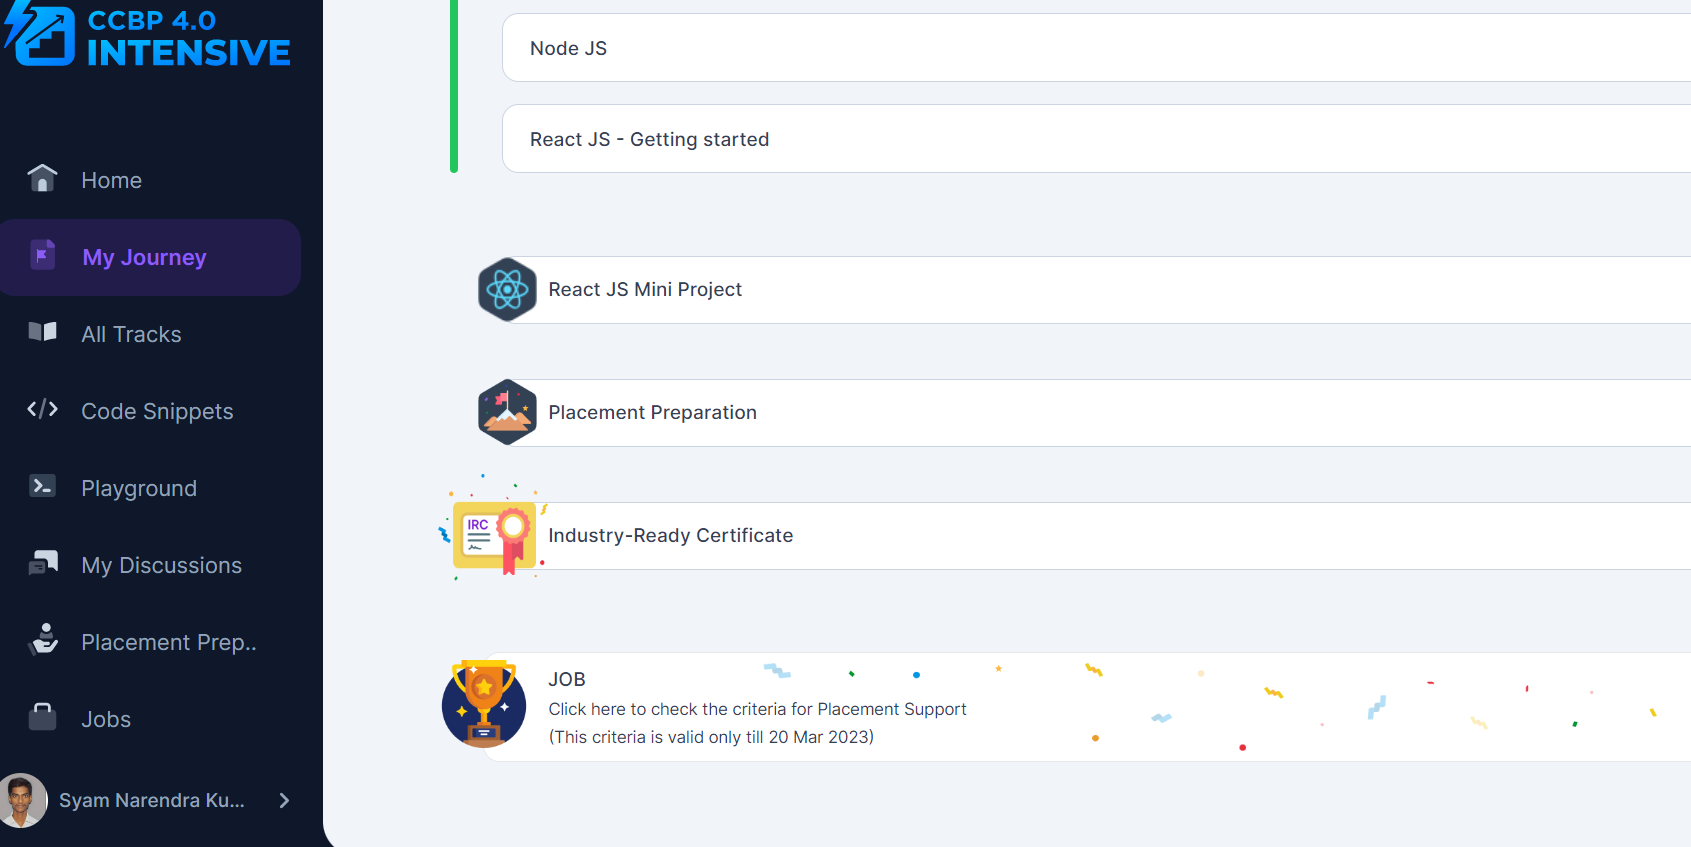 CCBP 4.0
INTENSIVE
Home
My Journey
All Tracks
Code Snippets
Playground
My Discussions
Placement Prep..
Jobs
Syam Narendra Ku...
Node JS
React JS - Getting started
React JS Mini Project
Placement Preparation
IRC
Industry-Ready Certificate
JOB
Click here to check the criteria for Placement Support
(This criteria is valid only till 20 Mar 2023)